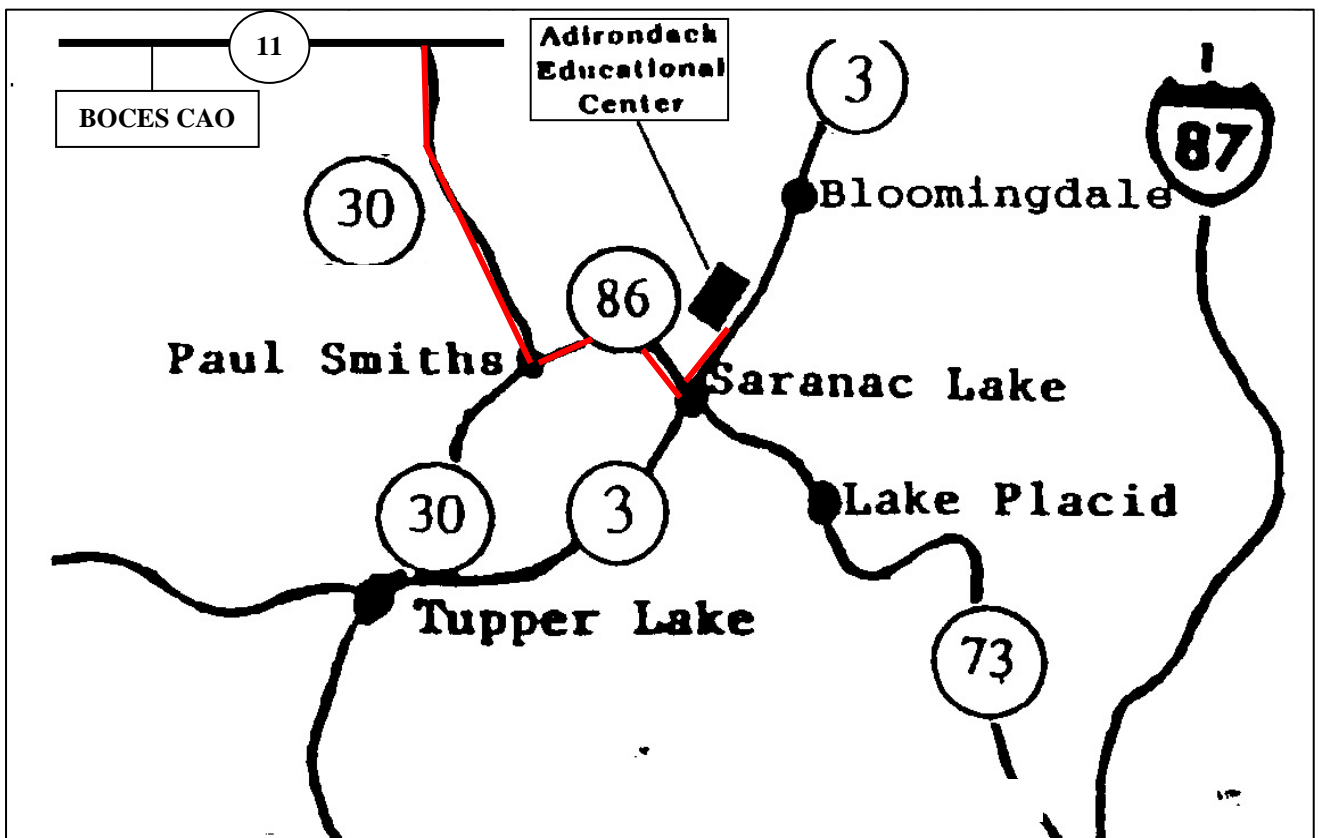 11
BOCES CAO
Adirondack
Educational
Center
3
87
Bloomingdale
30
86
Paul Smiths
Saranac Lake
30
3
Lake Placid
Tupper Lake
73